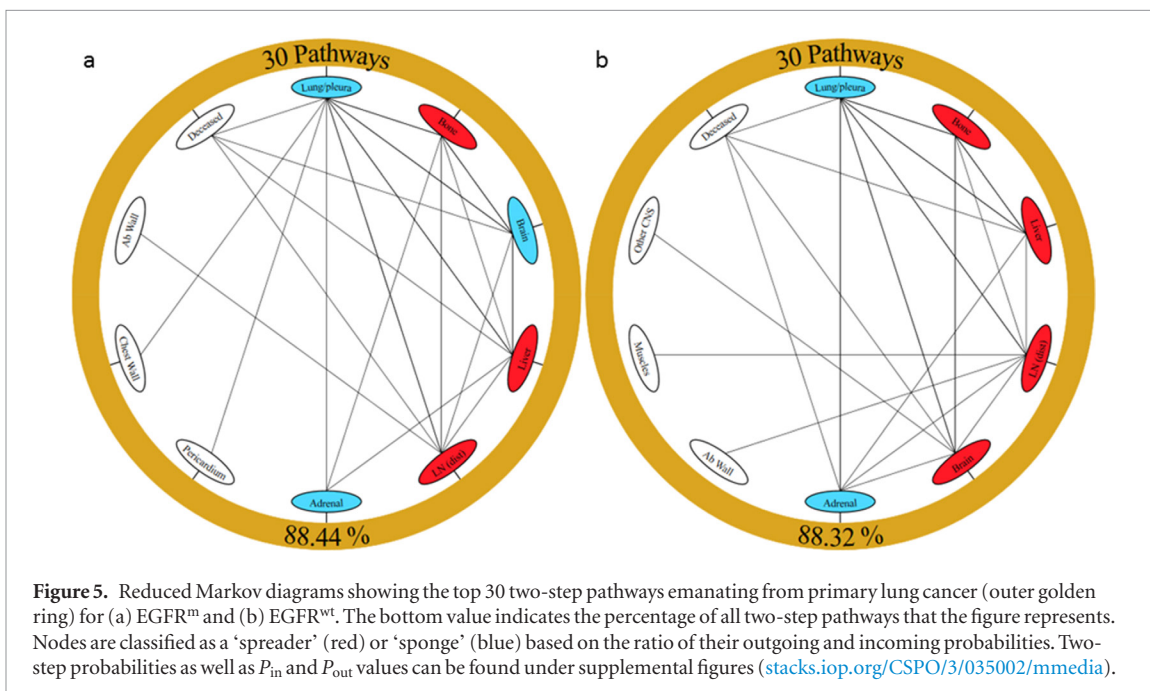 a
30 Pathways
Lung/pleura
Bone
Brain
Liver
LN (dist)
Adrenal
Pericardium
Chest Wall
Ab Wall
Deceased
88.44 %
b
30 Pathways
Lung/pleura
Bone
Liver
LN (dist)
Brain
Adrenal
Ab Wall
Muscles
Other CNS
Deceased
88.32 %
Figure 5. Reduced Markov diagrams showing the top 30 two-step pathways emanating from primary lung cancer (outer golden
ring) for (a) EGFRᵐ and (b) EGFRʷᵗ. The bottom value indicates the percentage of all two-step pathways that the figure represents.
Nodes are classified as a ‘spreader’ (red) or ‘sponge’ (blue) based on the ratio of their outgoing and incoming probabilities. Two-
step probabilities as well as Pin and Pout values can be found under supplemental figures (stacks.iop.org/CSPO/3/035002/mmedia).